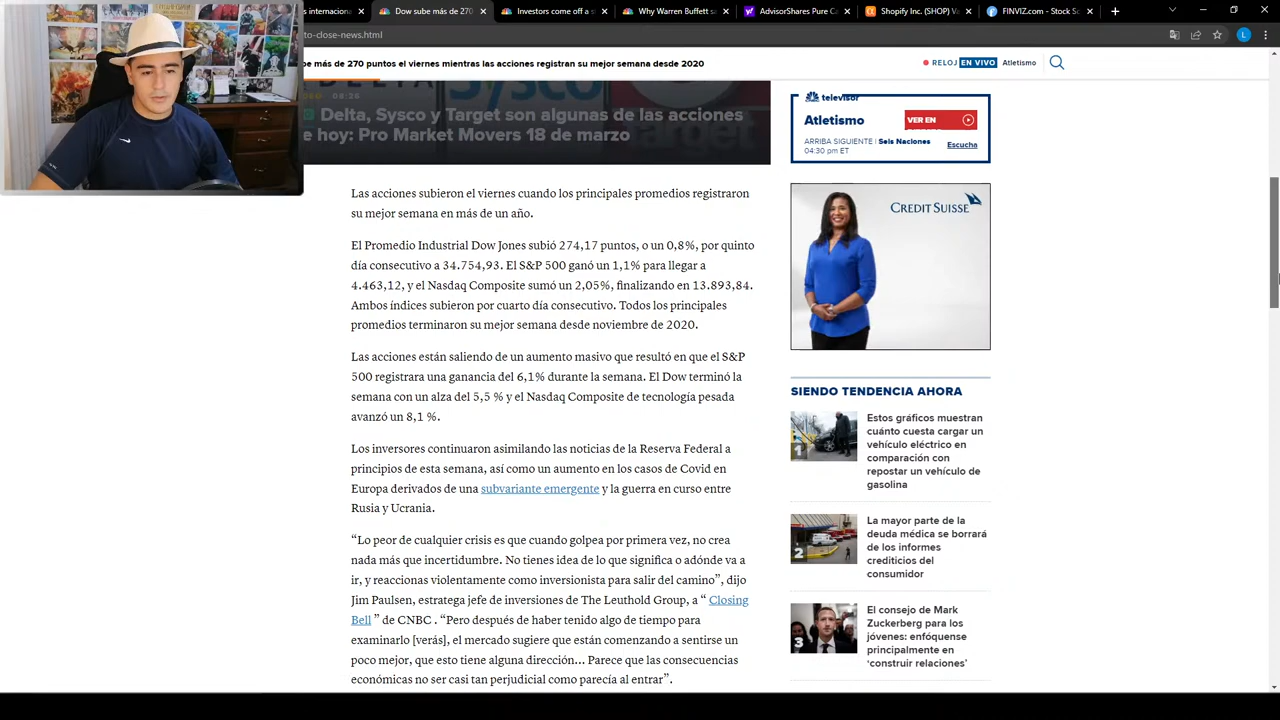 internacional
Dow sube más de 270
Investors come off a s
Why Warren Buffett sa
AdvisorShares Pure Ca
Shopify Inc. (SHOP) V
FINVIZ.com - Stock Sc
to-close-news.html
L
be más de 270 puntos el viernes mientras las acciones registran su mejor semana desde 2020
RELOJ EN VIVO Atletismo
08:26
Delta, Sysco y Target son algunas de las acciones
e hoy: Pro Market Movers 18 de marzo
televisor
Atletismo
VER EN
ARRIBA SIGUIENTE | Seis Naciones
04:30 pm ET
Escucha
Las acciones subieron el viernes cuando los principales promedios registraron
su mejor semana en más de un año.
El Promedio Industrial Dow Jones subió 274,17 puntos, o un 0,8%, por quinto
día consecutivo a 34.754,93. El S&P 500 ganó un 1,1% para llegar a
4.463,12, y el Nasdaq Composite sumó un 2,05%, finalizando en 13.893,84.
Ambos índices subieron por cuarto día consecutivo. Todos los principales
promedios terminaron su mejor semana desde noviembre de 2020.
Las acciones están saliendo de un aumento masivo que resultó en que el S&P
500 registrara una ganancia del 6,1% durante la semana. El Dow terminó la
semana con un alza del 5,5 % y el Nasdaq Composite de tecnología pesada
avanzó un 8,1 %.
Los inversores continuaron asimilando las noticias de la Reserva Federal a
principios de esta semana, así como un aumento en los casos de Covid en
Europa derivados de una subvariante emergente y la guerra en curso entre
Rusia y Ucrania.
“Lo peor de cualquier crisis es que cuando golpea por primera vez, no crea
nada más que incertidumbre. No tienes idea de lo que significa o adónde va a
ir, y reaccionas violentamente como inversionista para salir del camino”, dijo
Jim Paulsen, estratega jefe de inversiones de The Leuthold Group, a “ Closing
Bell ” de CNBC . “Pero después de haber tenido algo de tiempo para
examinarlo [verás], el mercado sugiere que están comenzando a sentirse un
poco mejor, que esto tiene alguna dirección... Parece que las consecuencias
económicas no ser casi tan perjudicial como parecía al entrar”.
CREDIT SUISSE
SIENDO TENDENCIA AHORA
1
Estos gráficos muestran
cuánto cuesta cargar un
vehículo eléctrico en
comparación con
repostar un vehículo de
gasolina
2
La mayor parte de la
deuda médica se borrará
de los informes
crediticios del
consumidor
3
El consejo de Mark
Zuckerberg para los
jóvenes: enfóquense
principalmente en
‘construir relaciones’